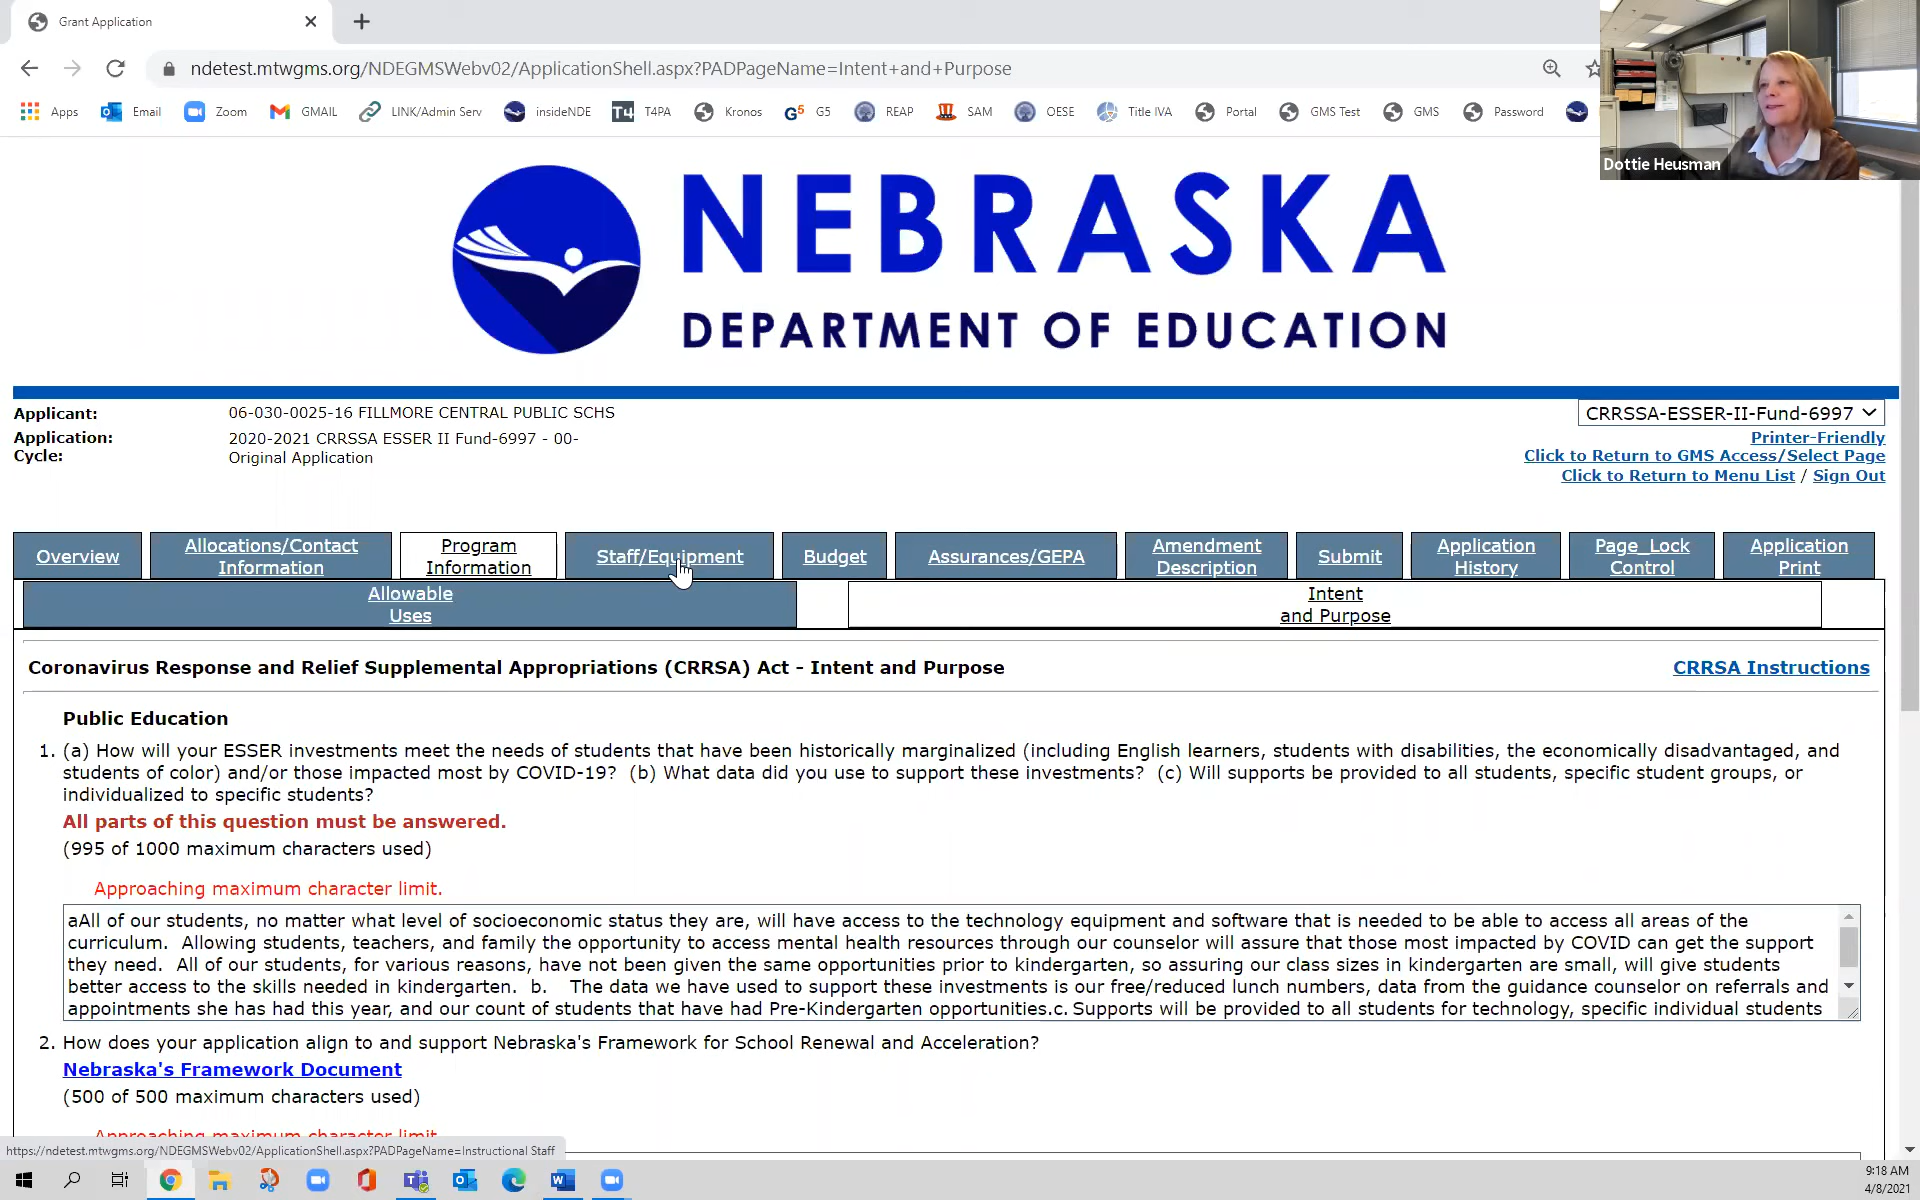 Grant Application
ndetest.mtwgms.org/NDEGMSWebv02/ApplicationShell.aspx?PADPageName=Intent+and+Purpose
Apps Email Zoom GMAIL LINK/Admin Serv insideNDE T4PA Kronos G5 REAP SAM OESE Title IVA Portal GMS Test GMS Password
Dottie Heusman
NEBRASKA
DEPARTMENT OF EDUCATION
Applicant: 06-030-0025-16 FILLMORE CENTRAL PUBLIC SCHS
CRRSSA-ESSER-II-Fund-6997
Application: 2020-2021 CRRSSA ESSER II Fund-6997 - 00-
Printer-Friendly
Cycle: Original Application
Click to Return to GMS Access/Select Page
Click to Return to Menu List / Sign Out
Overview
Allocations/Contact
Information
Program
Information
Staff/Equipment
Budget
Assurances/GEPA
Amendment
Description
Submit
Application
History
Page_Lock
Control
Application
Print
Allowable
Uses
Intent
and Purpose
Coronavirus Response and Relief Supplemental Appropriations (CRRSA) Act - Intent and Purpose
CRRSA Instructions
Public Education
1. (a) How will your ESSER investments meet the needs of students that have been historically marginalized (including English learners, students with disabilities, the economically disadvantaged, and
students of color) and/or those impacted most by COVID-19? (b) What data did you use to support these investments? (c) Will supports be provided to all students, specific student groups, or
individualized to specific students?
All parts of this question must be answered.
(995 of 1000 maximum characters used)
Approaching maximum character limit.
aAll of our students, no matter what level of socioeconomic status they are, will have access to the technology equipment and software that is needed to be able to access all areas of the
curriculum. Allowing students, teachers, and family the opportunity to access mental health resources through our counselor will assure that those most impacted by COVID can get the support
they need. All of our students, for various reasons, have not been given the same opportunities prior to kindergarten, so assuring our class sizes in kindergarten are small, will give students
better access to the skills needed in kindergarten. b. The data we have used to support these investments is our free/reduced lunch numbers, data from the guidance counselor on referrals and
appointments she has had this year, and our count of students that have had Pre-Kindergarten opportunities.c. Supports will be provided to all students for technology, specific individual students
2. How does your application align to and support Nebraska's Framework for School Renewal and Acceleration?
Nebraska's Framework Document
(500 of 500 maximum characters used)
Approaching maximum character limit.
https://ndetest.mtwgms.org/NDEGMSWebv02/ApplicationShell.aspx?PADPageName=Instructional Staff
9:18 AM
4/8/2021